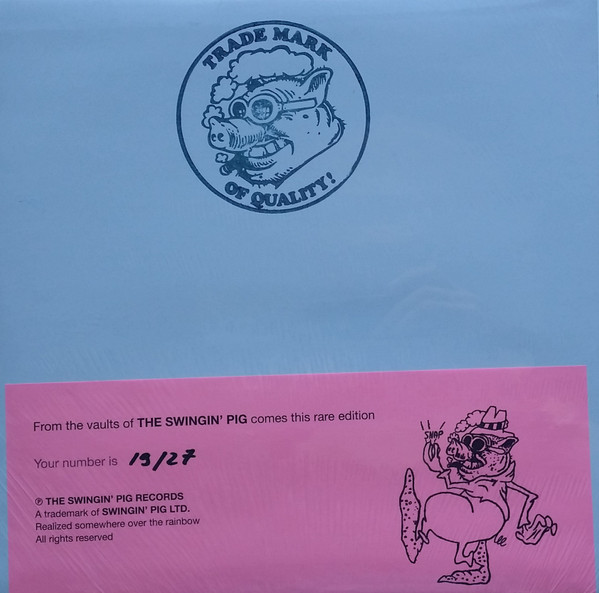 TRADE MARK
OF QUALITY!
From the vaults of THE SWINGIN' PIG comes this rare edition
SNAP
Your number is 19/27
℗ THE SWINGIN' PIG RECORDS
A trademark of SWINGIN' PIG LTD.
Realized somewhere over the rainbow
All rights reserved